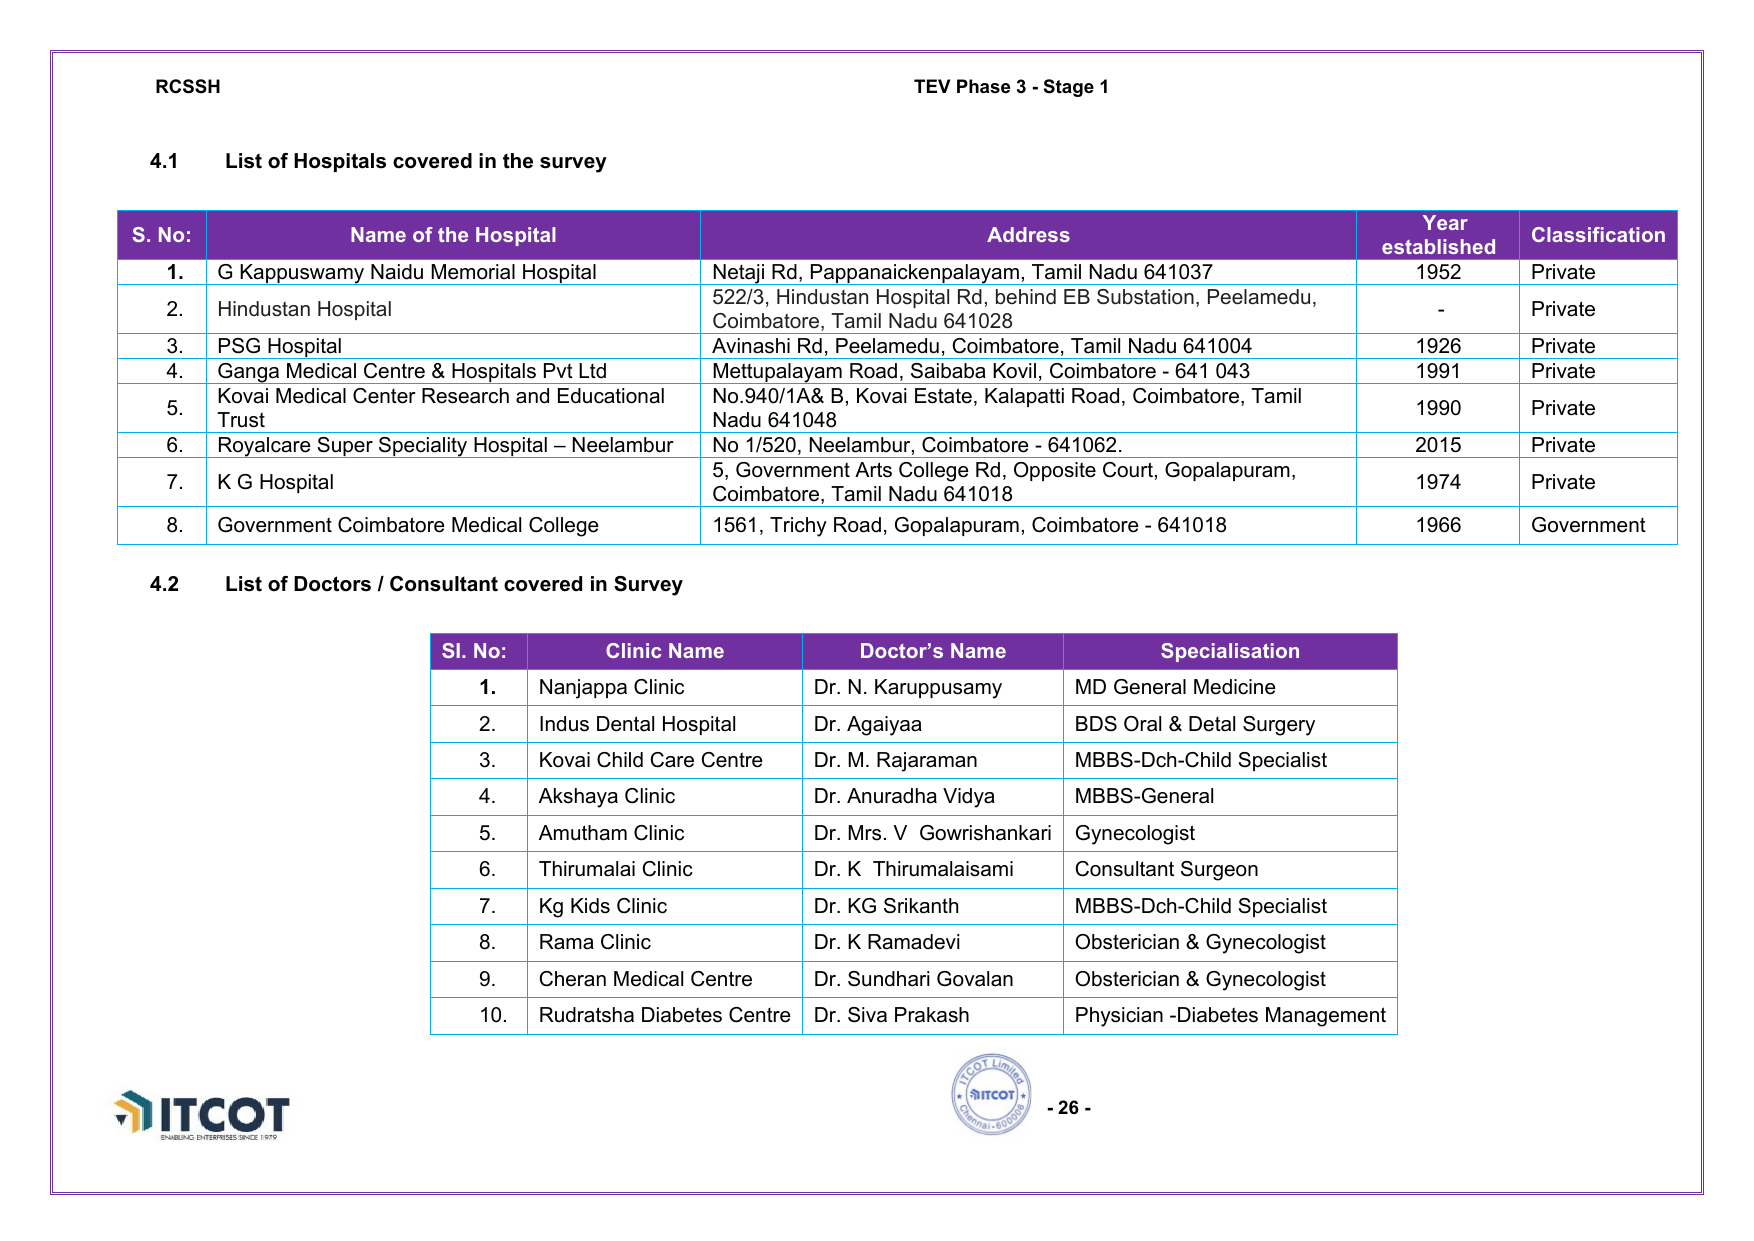 RCSSH TEV Phase 3 - Stage 1
4.1 List of Hospitals covered in the survey
S. No: Name of the Hospital Address Year established Classification
1. G Kappuswamy Naidu Memorial Hospital Netaji Rd, Pappanaickenpalayam, Tamil Nadu 641037 1952 Private
2. Hindustan Hospital 522/3, Hindustan Hospital Rd, behind EB Substation, Peelamedu,
Coimbatore, Tamil Nadu 641028 - Private
3. PSG Hospital Avinashi Rd, Peelamedu, Coimbatore, Tamil Nadu 641004 1926 Private
4. Ganga Medical Centre & Hospitals Pvt Ltd Mettupalayam Road, Saibaba Kovil, Coimbatore - 641 043 1991 Private
5. Kovai Medical Center Research and Educational
Trust No.940/1A& B, Kovai Estate, Kalapatti Road, Coimbatore, Tamil
Nadu 641048 1990 Private
6. Royalcare Super Speciality Hospital – Neelambur No 1/520, Neelambur, Coimbatore - 641062. 2015 Private
7. K G Hospital 5, Government Arts College Rd, Opposite Court, Gopalapuram,
Coimbatore, Tamil Nadu 641018 1974 Private
8. Government Coimbatore Medical College 1561, Trichy Road, Gopalapuram, Coimbatore - 641018 1966 Government
4.2 List of Doctors / Consultant covered in Survey
Sl. No: Clinic Name Doctor’s Name Specialisation
1. Nanjappa Clinic Dr. N. Karuppusamy MD General Medicine
2. Indus Dental Hospital Dr. Agaiyaa BDS Oral & Detal Surgery
3. Kovai Child Care Centre Dr. M. Rajaraman MBBS-Dch-Child Specialist
4. Akshaya Clinic Dr. Anuradha Vidya MBBS-General
5. Amutham Clinic Dr. Mrs. V  Gowrishankari Gynecologist
6. Thirumalai Clinic Dr. K  Thirumalaisami Consultant Surgeon
7. Kg Kids Clinic Dr. KG Srikanth MBBS-Dch-Child Specialist
8. Rama Clinic Dr. K Ramadevi Obsterician & Gynecologist
9. Cheran Medical Centre Dr. Sundhari Govalan Obsterician & Gynecologist
10. Rudratsha Diabetes Centre Dr. Siva Prakash Physician -Diabetes Management
ITCOT
ENABLING ENTERPRISES SINCE 1979
ITCOT Limited
ITCOT
Chennai-600006
- 26 -